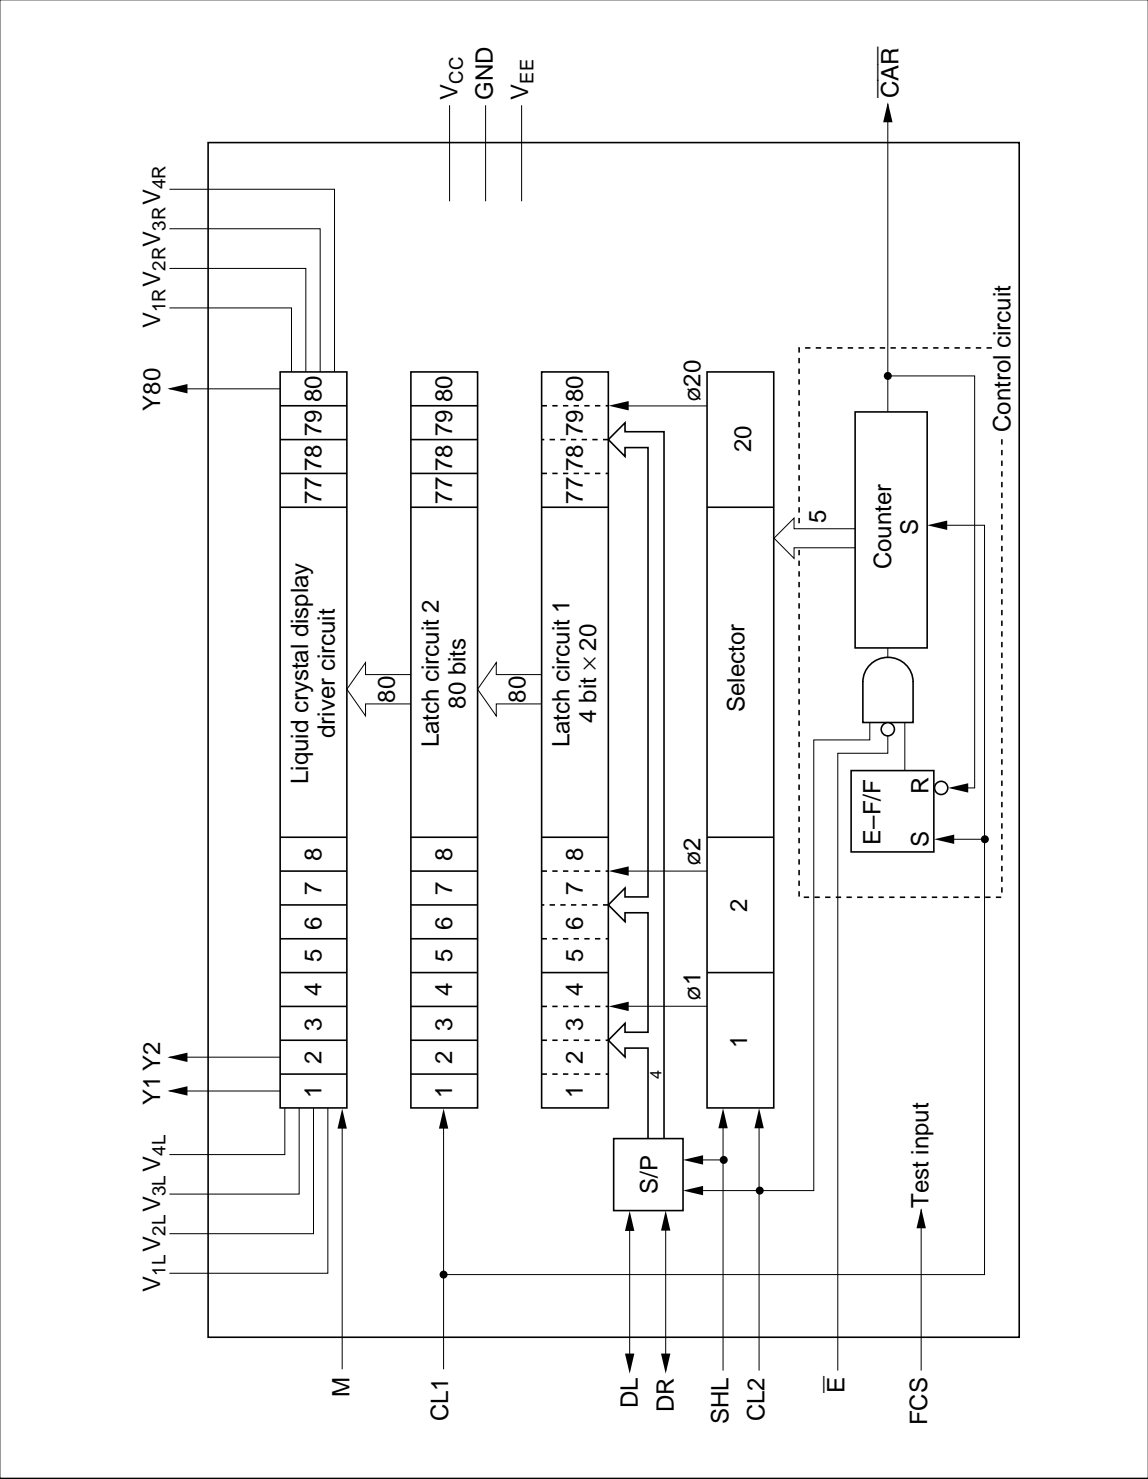 V1R V2R V3R V4R
VCC
GND
VEE
CAR
Y1 Y2
Y80
V1L V2L V3L V4L
1 2 3 4 5 6 7 8
Liquid crystal display
driver circuit
77 78 79 80
80
1 2 3 4 5 6 7 8
Latch circuit 2
80 bits
77 78 79 80
80
1 2 3 4 5 6 7 8
Latch circuit 1
4 bit × 20
77 78 79 80
S/P
4
ø1
ø2
ø20
1
2
Selector
20
5
E–F/F
S R
Counter
S
Control circuit
Test input
M
CL1
DL
DR
SHL
CL2
E
FCS